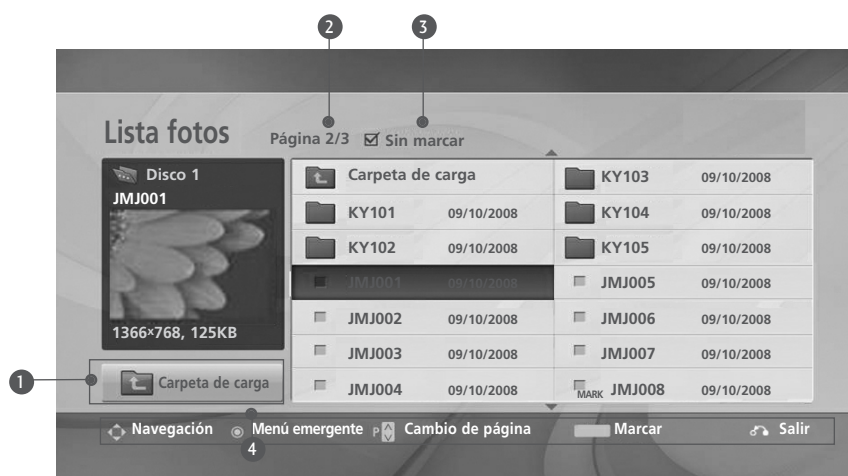 2 3
Lista fotos Página 2/3 Sin marcar
Disco 1
JMJ001
1366×768, 125KB
1 Carpeta de carga
Carpeta de carga
KY101 09/10/2008
KY102 09/10/2008
JMJ001 09/10/2008
JMJ002 09/10/2008
JMJ003 09/10/2008
JMJ004 09/10/2008
KY103 09/10/2008
KY104 09/10/2008
KY105 09/10/2008
JMJ005 09/10/2008
JMJ006 09/10/2008
JMJ007 09/10/2008
MARK JMJ008 09/10/2008
Navegación Menú emergente P Cambio de página Marcar Salir
4